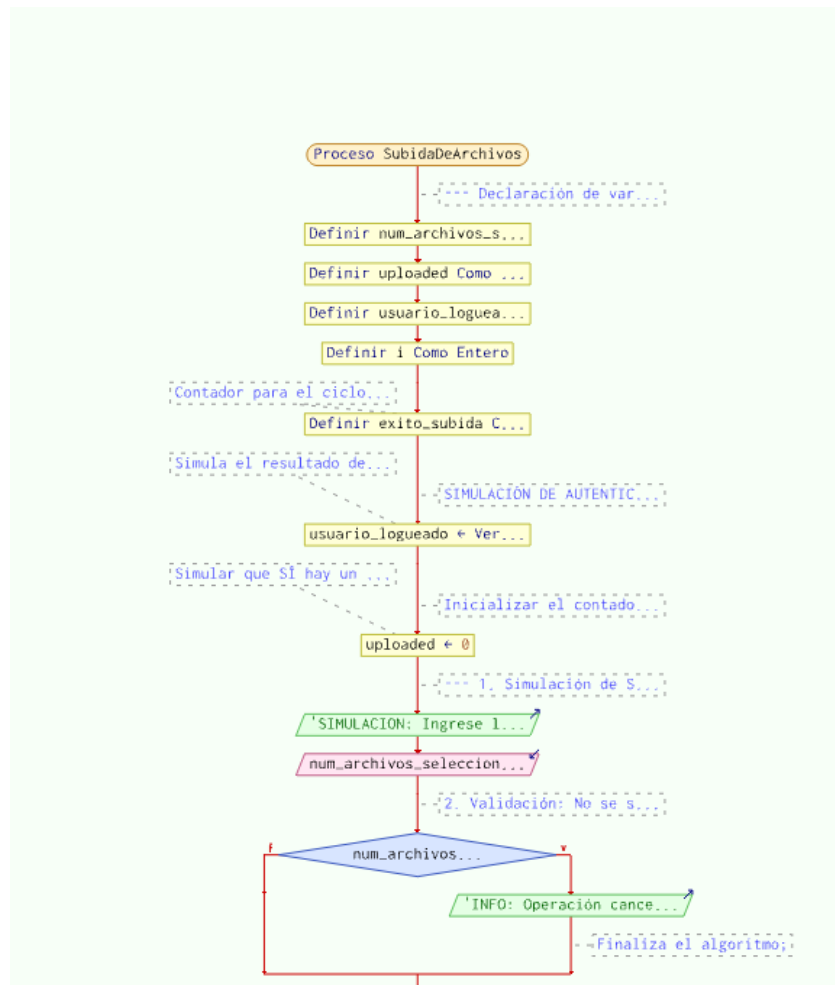 Proceso SubidaDeArchivos
--- Declaración de var...
Definir num_archivos_s...
Definir uploaded Como ...
Definir usuario_loguea...
Definir i Como Entero
Contador para el ciclo...
Definir exito_subida C...
Simula el resultado de...
SIMULACIÓN DE AUTENTIC...
usuario_logueado ← Ver...
Simular que SÍ hay un ...
Inicializar el contado...
uploaded ← 0
--- 1. Simulación de S...
'SIMULACION: Ingrese l...
num_archivos_seleccion...
2. Validación: No se s...
f
v
num_archivos...
'INFO: Operación cance...
Finaliza el algoritmo;